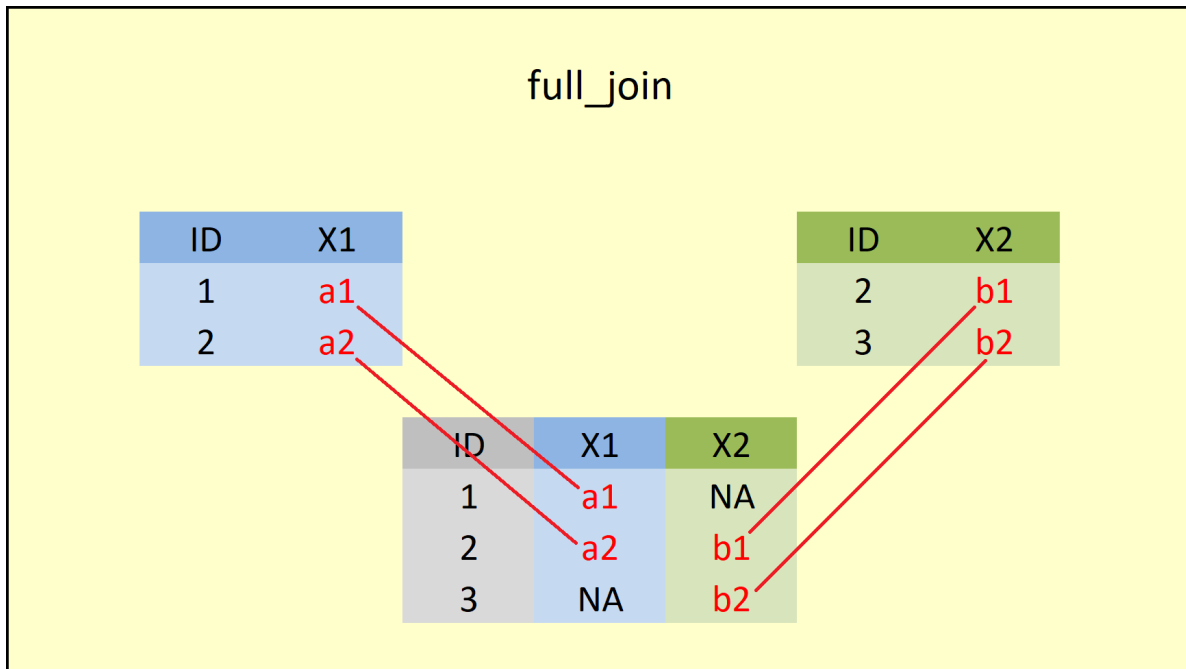 full_join
ID X1
1 a1
2 a2
ID X2
2 b1
3 b2
ID X1 X2
1 a1 NA
2 a2 b1
3 NA b2